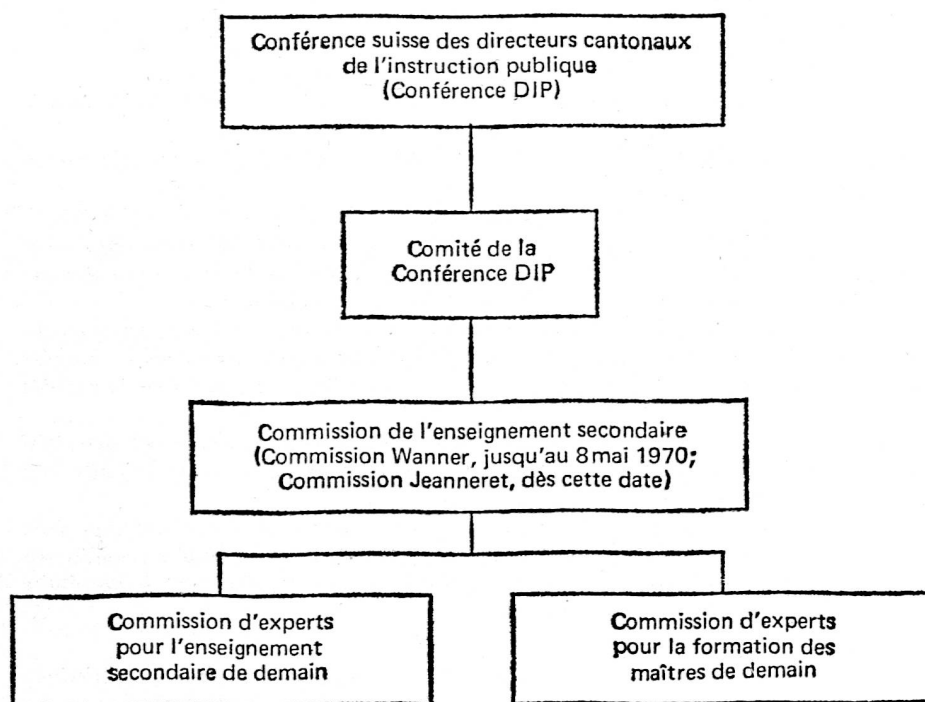 Conférence suisse des directeurs cantonaux
de l'instruction publique
(Conférence DIP)
Comité de la
Conférence DIP
Commission de l'enseignement secondaire
(Commission Wanner, jusqu'au 8 mai 1970;
Commission Jeanneret, dès cette date)
Commission d'experts
pour l'enseignement
secondaire de demain
Commission d'experts
pour la formation des
maîtres de demain